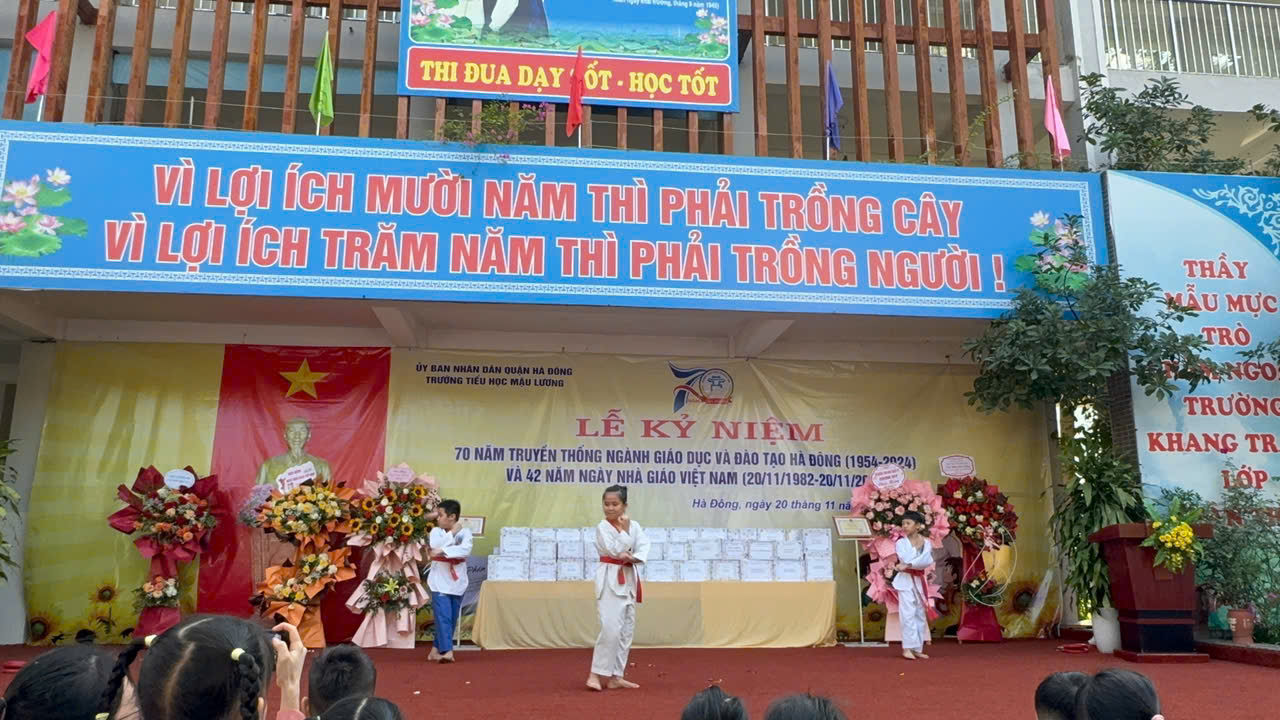 THI ĐUA DẠY TỐT - HỌC TỐT
VÌ LỢI ÍCH MƯỜI NĂM THÌ PHẢI TRỒNG CÂY
VÌ LỢI ÍCH TRĂM NĂM THÌ PHẢI TRỒNG NGƯỜI !
THẦY
MẪU MỰC
TRÒ
TRƯỜNG
KHANG TR
LỚP
ỦY BAN NHÂN DÂN QUẬN HÀ ĐÔNG
TRƯỜNG TIỂU HỌC MẬU LƯƠNG
70
LỄ KỶ NIỆM
70 NĂM TRUYỀN THỐNG NGÀNH GIÁO DỤC VÀ ĐÀO TẠO HÀ ĐÔNG (1954-2024)
VÀ 42 NĂM NGÀY NHÀ GIÁO VIỆT NAM (20/11/1982-20/11/20
Hà Đông, ngày 20 tháng 11 n